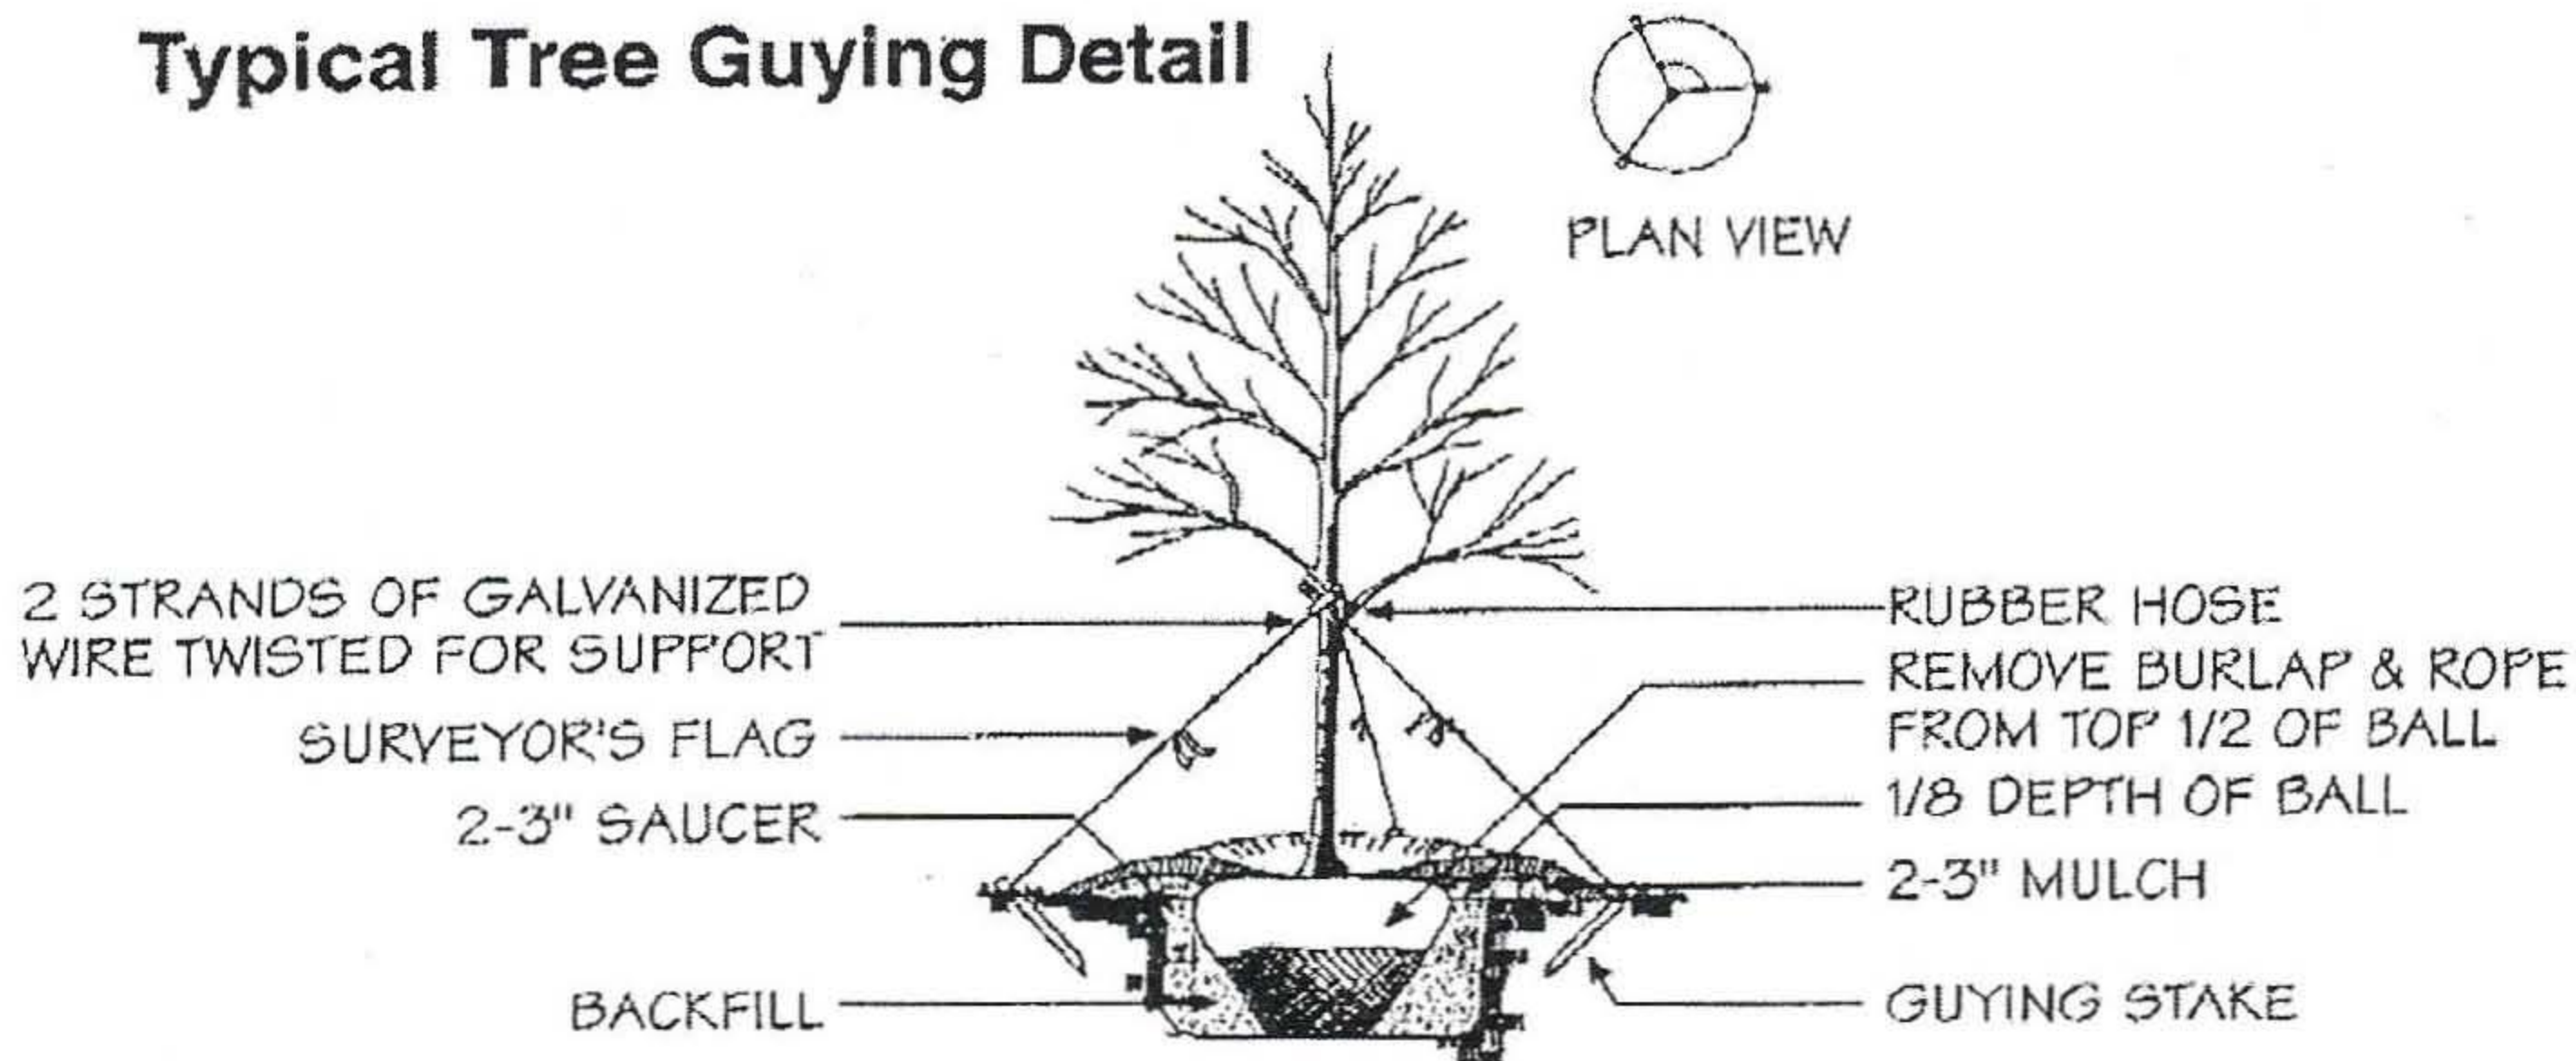 Typical Tree Guying Detail
PLAN VIEW
2 STRANDS OF GALVANIZED
WIRE TWISTED FOR SUPPORT
SURVEYOR'S FLAG
2-3" SAUCER
BACKFILL
RUBBER HOSE
REMOVE BURLAP & ROPE
FROM TOP 1/2 OF BALL
1/8 DEPTH OF BALL
2-3" MULCH
GUYING STAKE